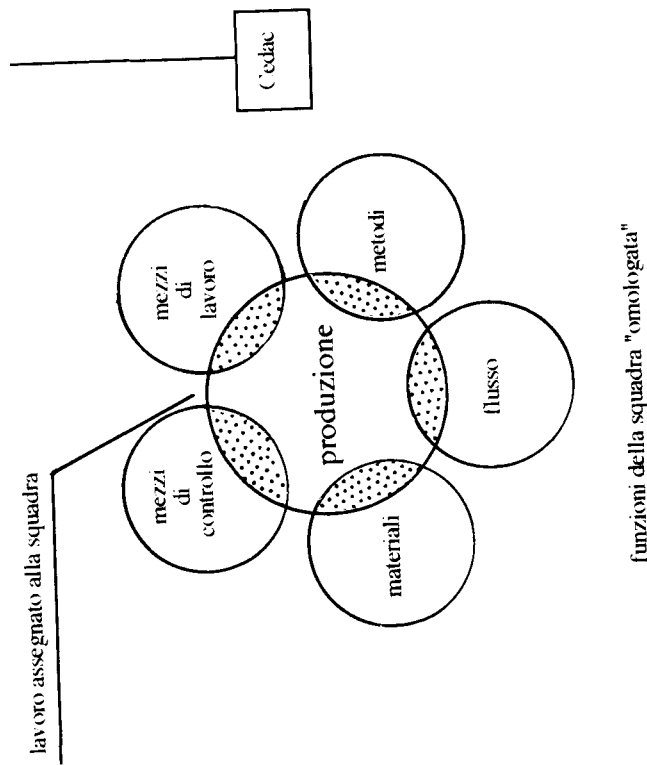 lavoro assegnato alla squadra
mezzi
di
controllo
mezzi
di
lavoro
Cedac
produzione
materiali
metodi
flusso
funzioni della squadra "omologata"